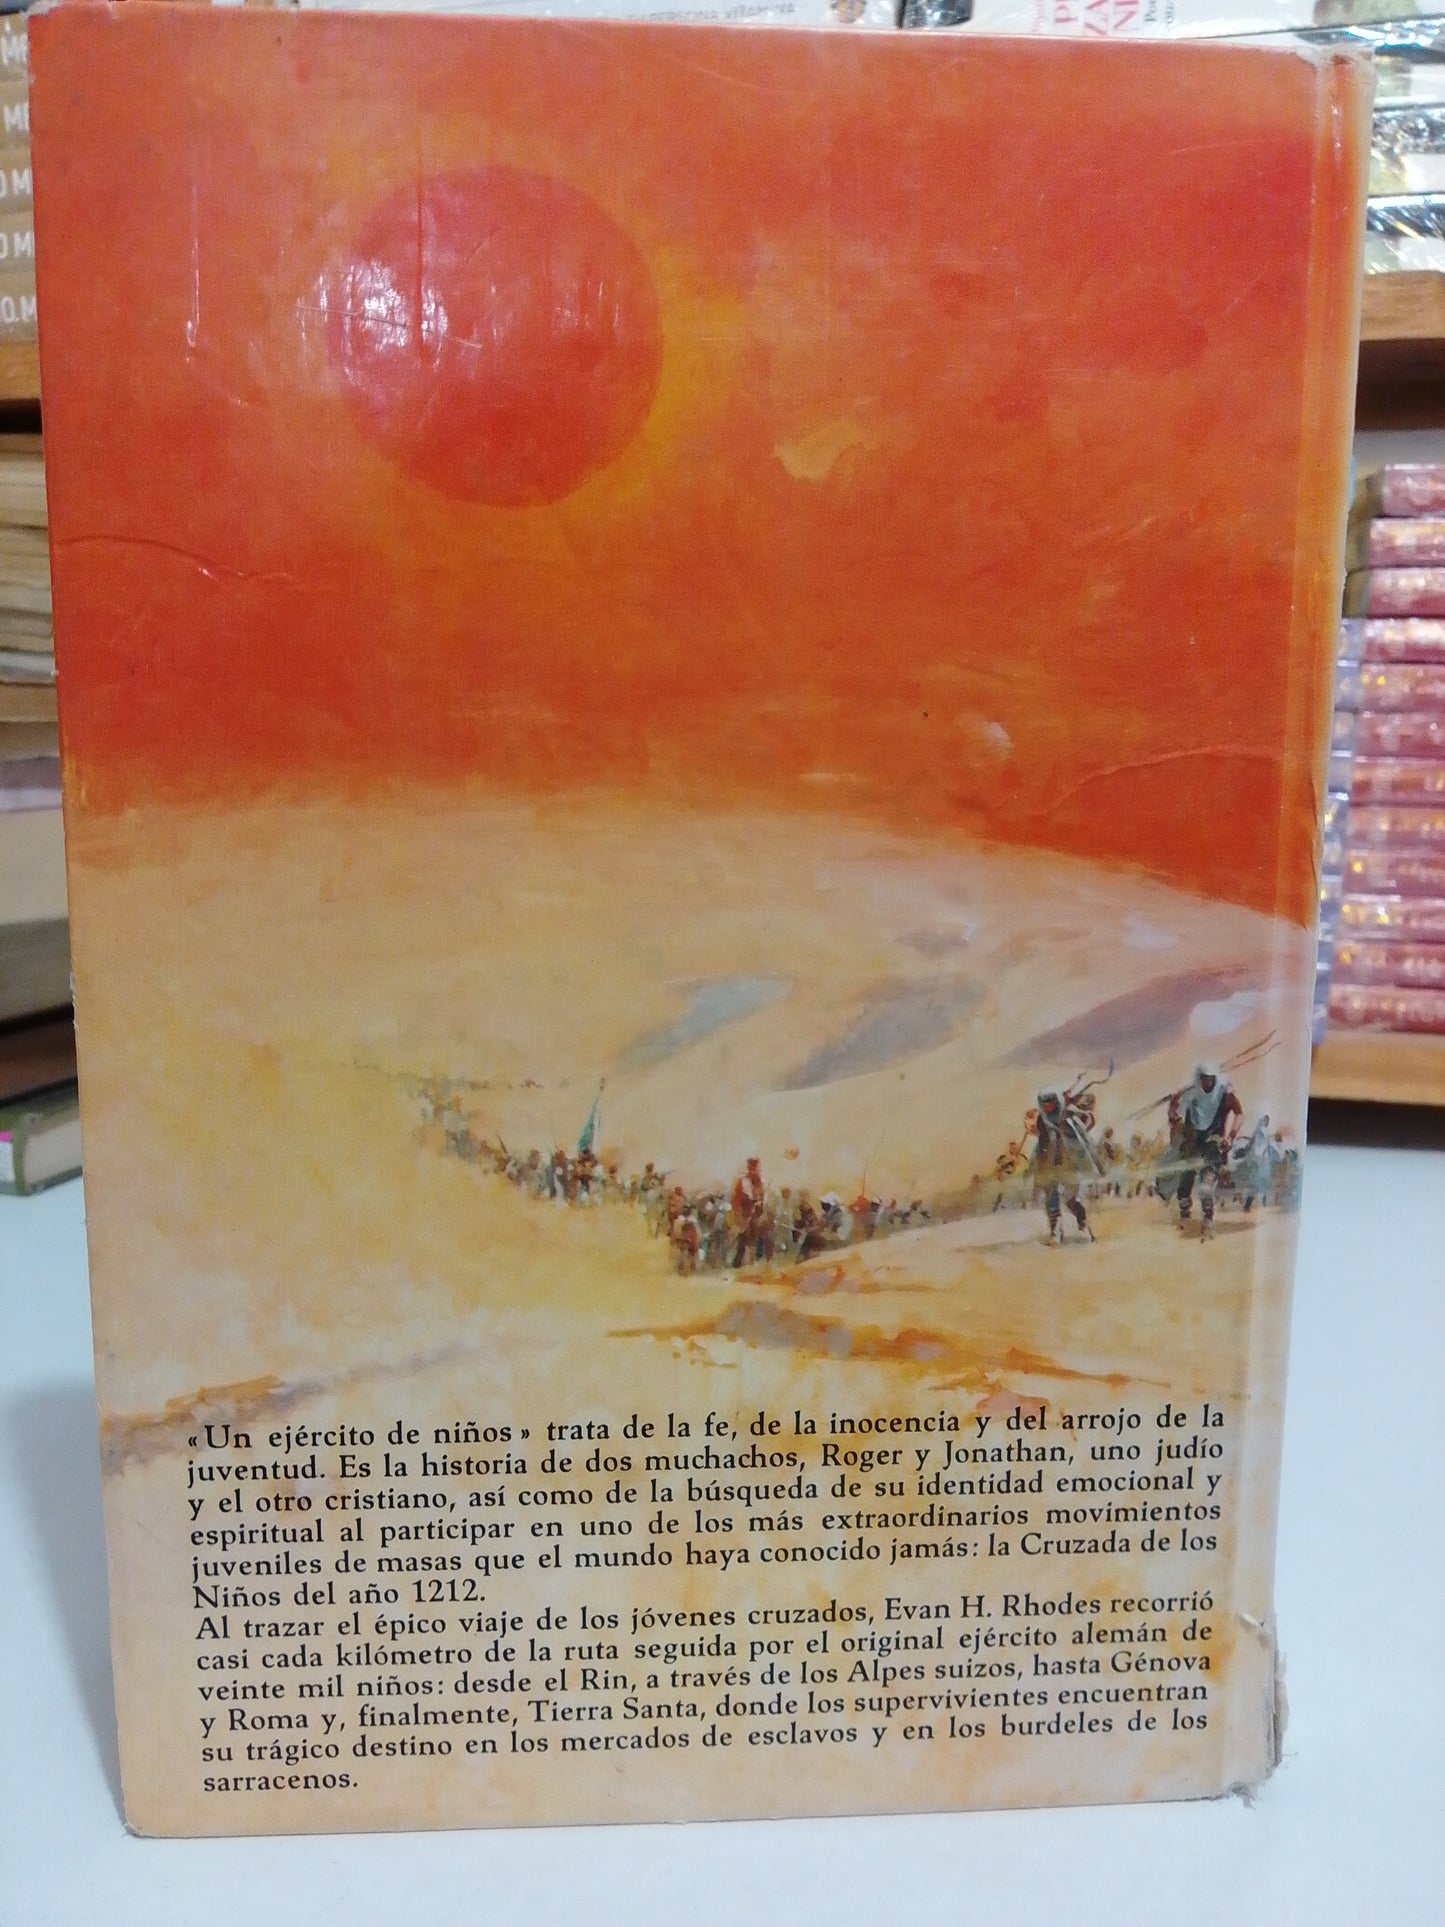 PERSONA VITAMINA
«Un ejército de niños» trata de la fe, de la inocencia y del arrojo de la
juventud. Es la historia de dos muchachos, Roger y Jonathan, uno judío
y el otro cristiano, así como de la búsqueda de su identidad emocional y
espiritual al participar en uno de los más extraordinarios movimientos
juveniles de masas que el mundo haya conocido jamás: la Cruzada de los
Niños del año 1212.
Al trazar el épico viaje de los jóvenes cruzados, Evan H. Rhodes recorrió
casi cada kilómetro de la ruta seguida por el original ejército alemán de
veinte mil niños: desde el Rin, a través de los Alpes suizos, hasta Génova
y Roma y, finalmente, Tierra Santa, donde los supervivientes encuentran
su trágico destino en los mercados de esclavos y en los burdeles de los
sarracenos.